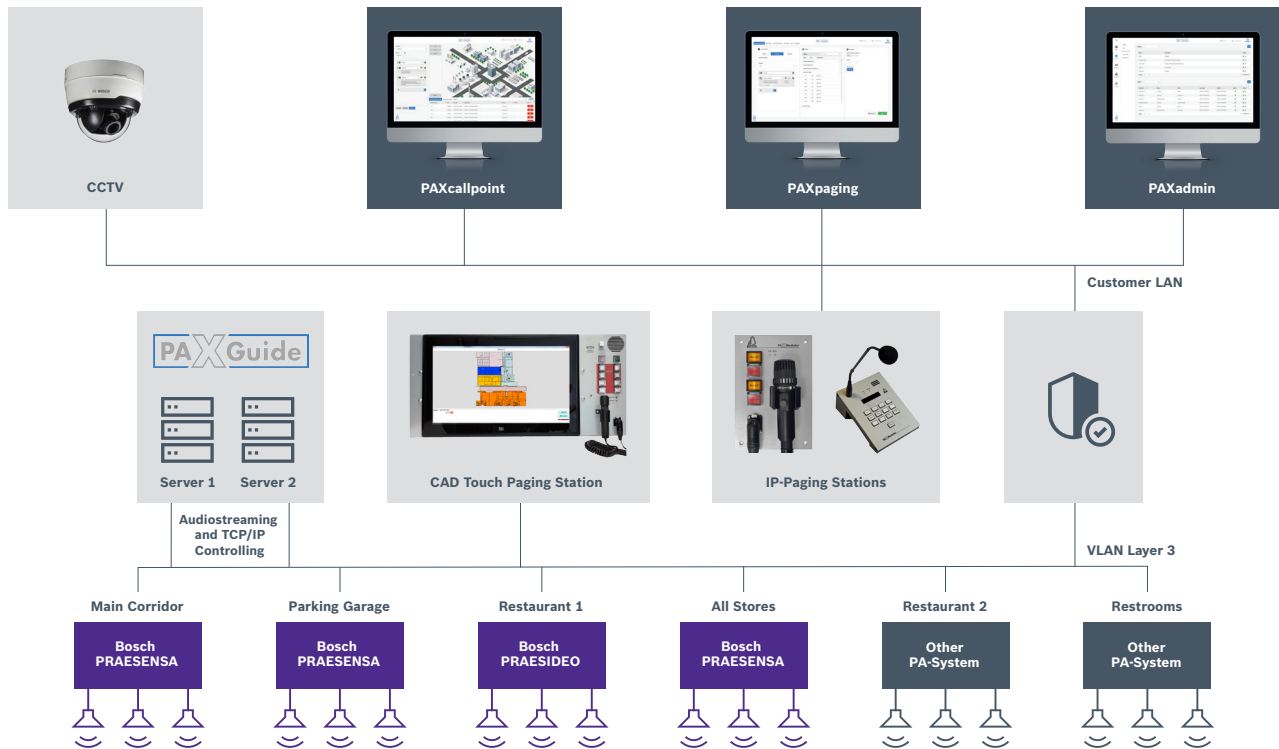 BOSCH
CCTV
PAXcallpoint
PAXpaging
PAXadmin
Customer LAN
PAXGuide
Server 1
Server 2
CAD Touch Paging Station
IP-Paging Stations
Audiostreaming
and TCP/IP
Controlling
VLAN Layer 3
Main Corridor
Parking Garage
Restaurant 1
All Stores
Restaurant 2
Restrooms
Bosch
PRAESENSA
Bosch
PRAESENSA
Bosch
PRAESIDEO
Bosch
PRAESENSA
Other
PA-System
Other
PA-System